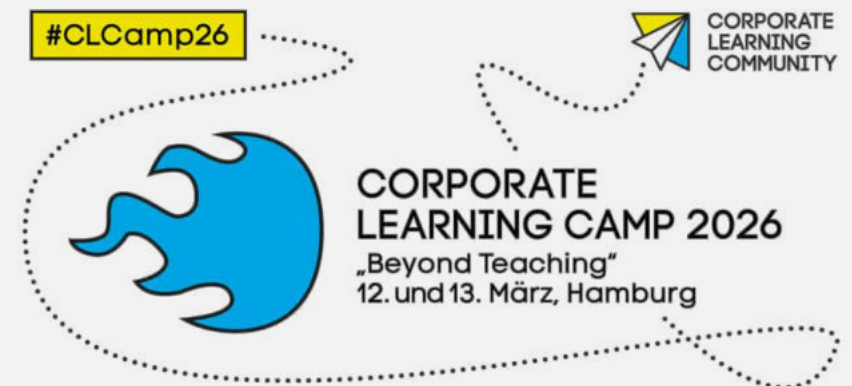 #CLCamp26
CORPORATE
LEARNING
COMMUNITY
CORPORATE
LEARNING CAMP 2026
„Beyond Teaching“
12. und 13. März, Hamburg